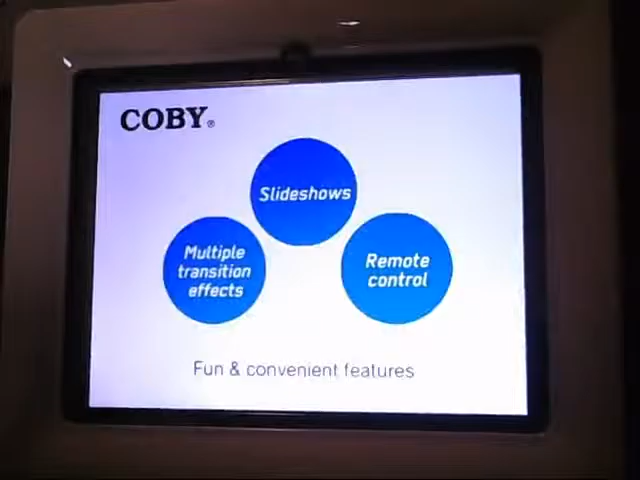 COBY®
Slideshows
Multiple
transition
effects
Remote
control
Fun & convenient features